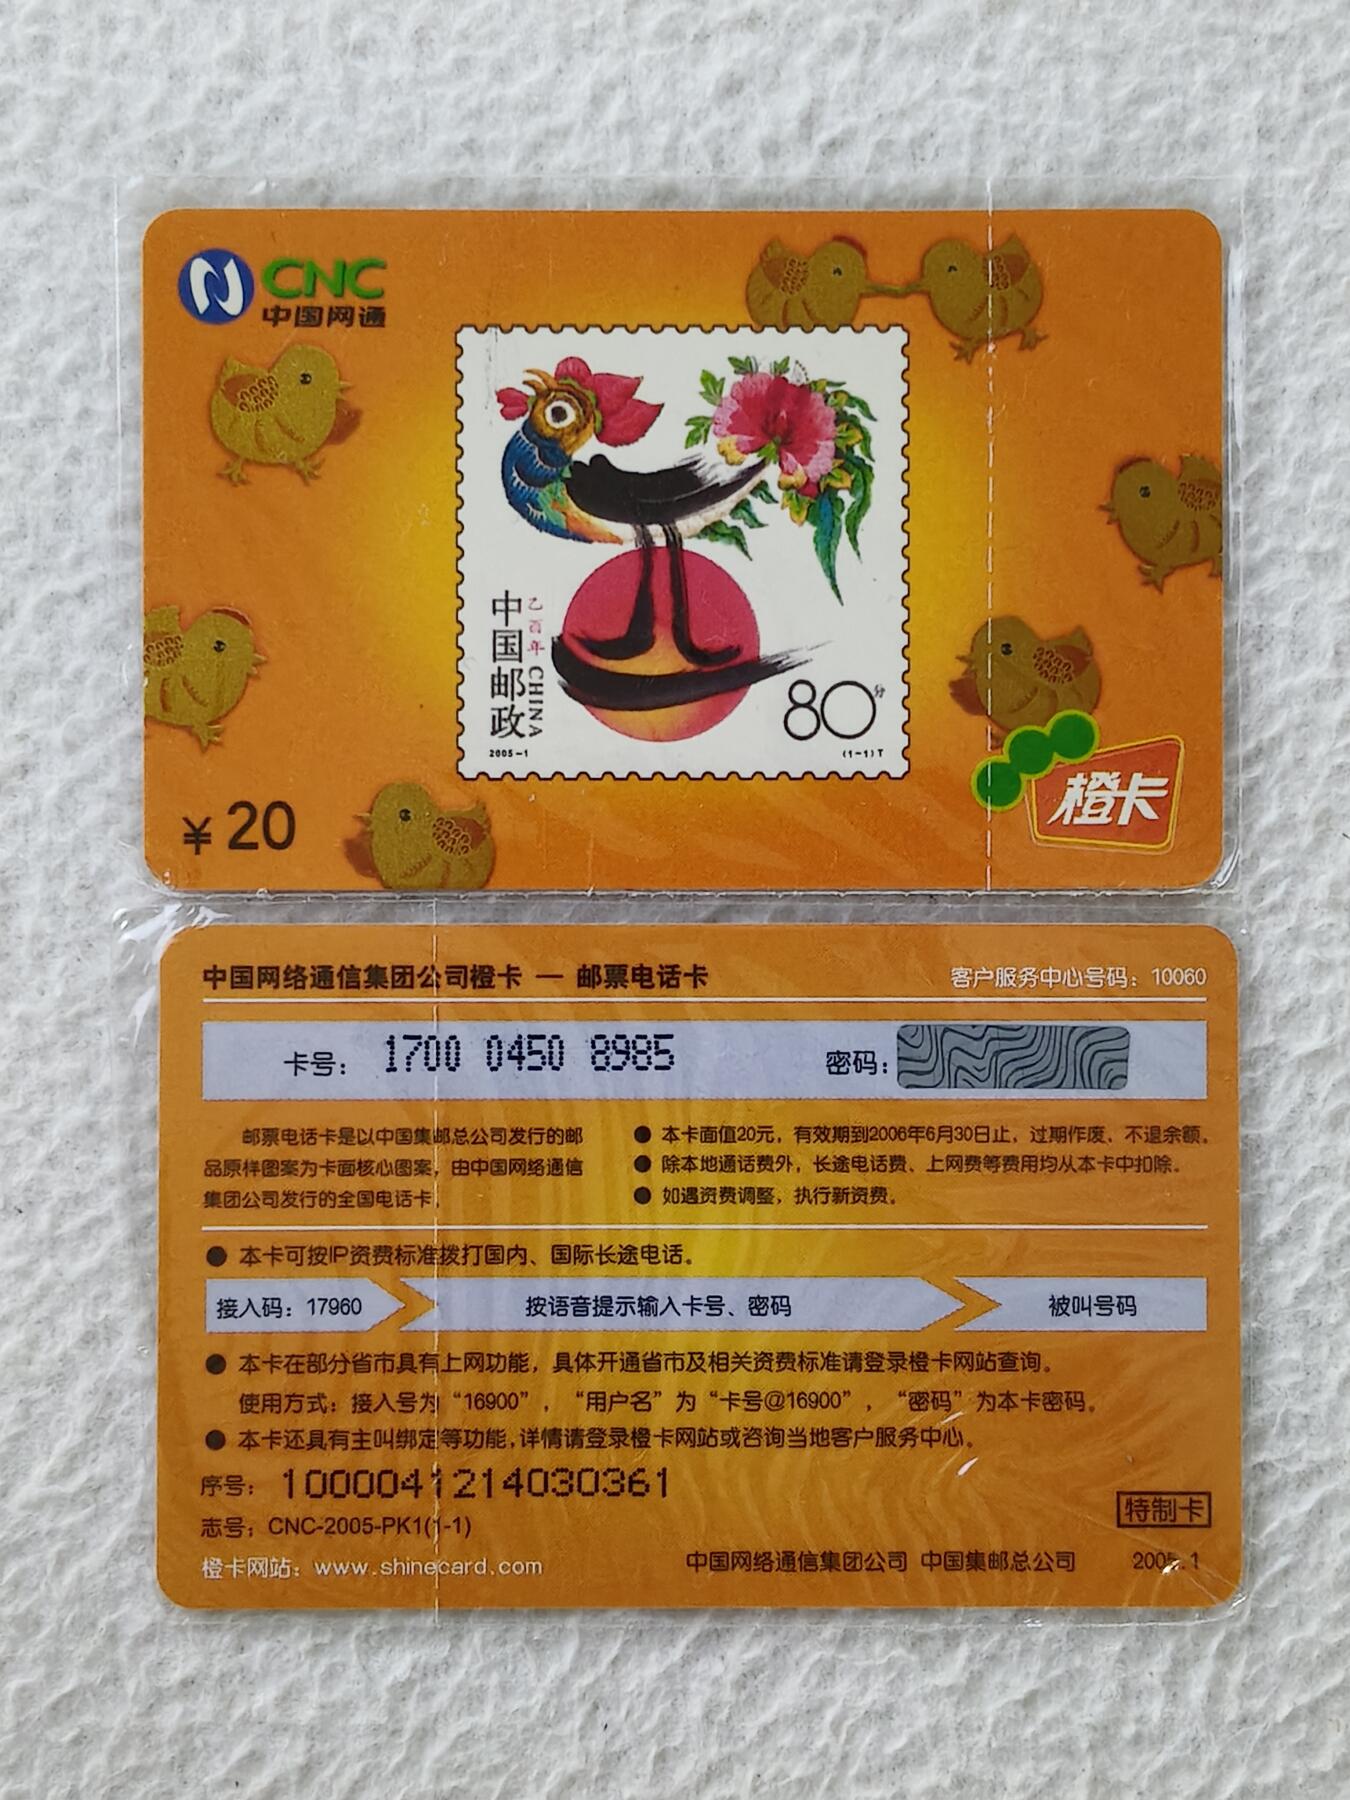 CNC
中国网通
中国邮政
乙酉年
CHINA
2005-1
80分
(1-1)T
¥20
橙卡
中国网络通信集团公司橙卡 — 邮票电话卡
客户服务中心号码：10060
卡号： 1700 0450 8985
密码：
邮票电话卡是以中国集邮总公司发行的邮
品原样图案为卡面核心图案，由中国网络通信
集团公司发行的全国电话卡。
● 本卡面值20元，有效期到2006年6月30日止，过期作废、不退余额。
● 除本地通话费外，长途电话费、上网费等费用均从本卡中扣除。
● 如遇资费调整，执行新资费。
● 本卡可按IP资费标准拨打国内、国际长途电话。
接入码：17960
按语音提示输入卡号、密码
被叫号码
● 本卡在部分省市具有上网功能，具体开通省市及相关资费标准请登录橙卡网站查询。
使用方式：接入号为“16900”，“用户名”为“卡号@16900”，“密码”为本卡密码。
● 本卡还具有主叫绑定等功能,详情请登录橙卡网站或咨询当地客户服务中心。
序号： 1000041214030361
志号：CNC-2005-PK1(1-1)
特制卡
橙卡网站：www.shinecard.com
中国网络通信集团公司 中国集邮总公司
2005.1